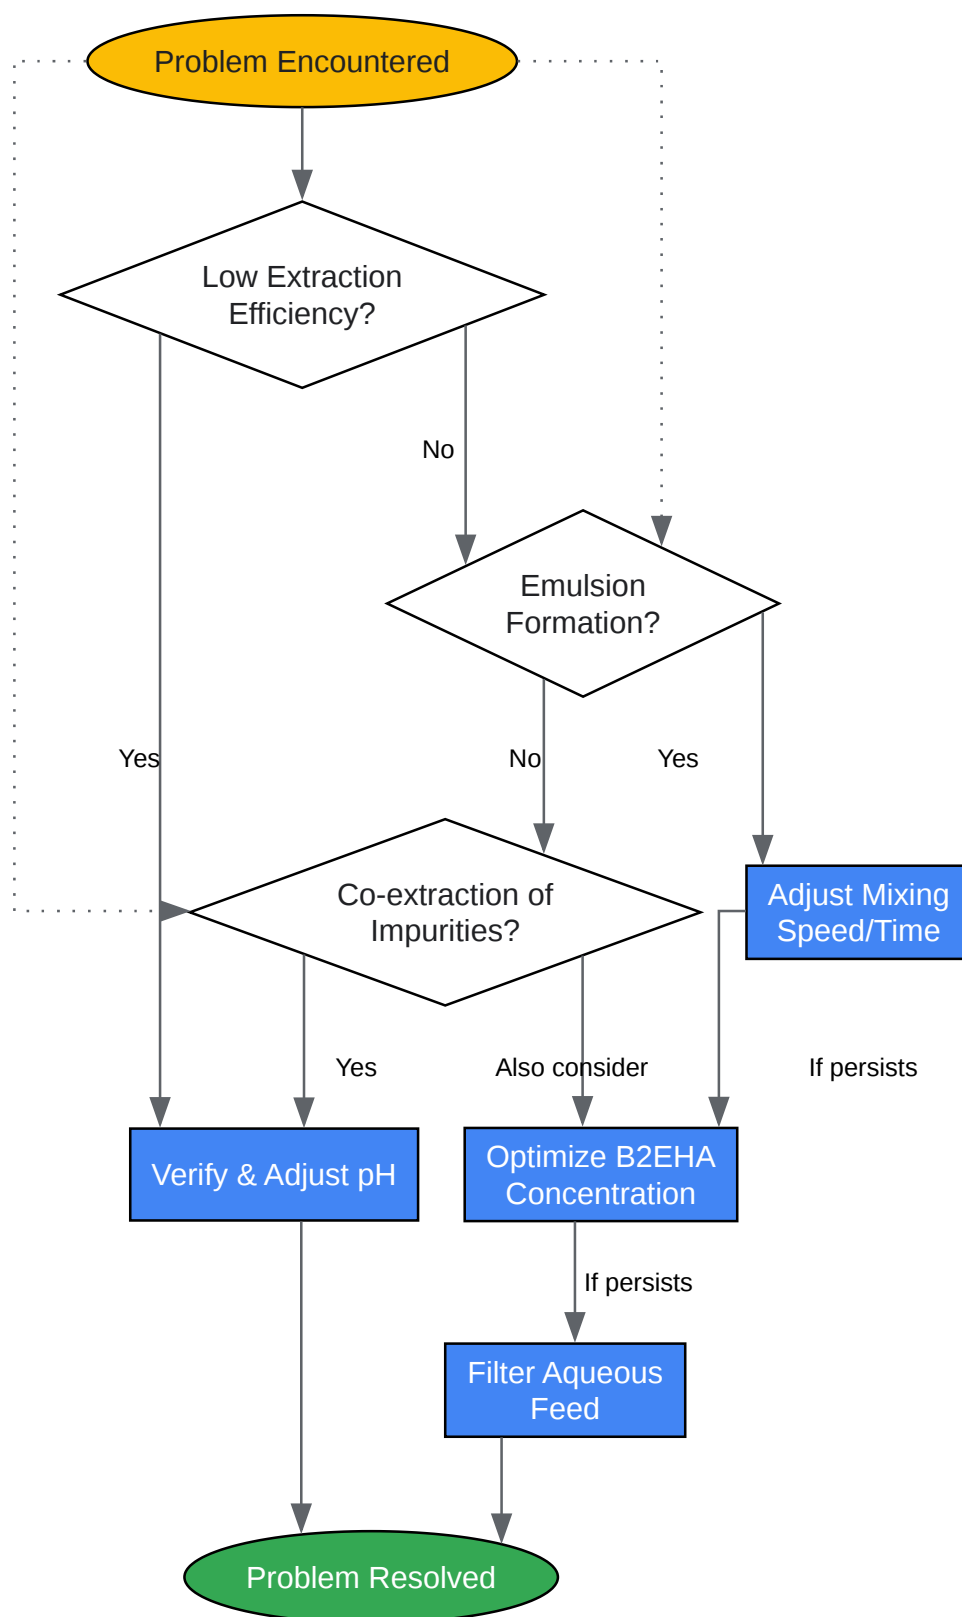 Problem Encountered
Low Extraction
Efficiency?
No
Emulsion
Formation?
Yes
No
Yes
Co-extraction of
Impurities?
Adjust Mixing
Speed/Time
Yes
Also consider
If persists
Verify & Adjust pH
Optimize B2EHA
Concentration
If persists
Filter Aqueous
Feed
Problem Resolved